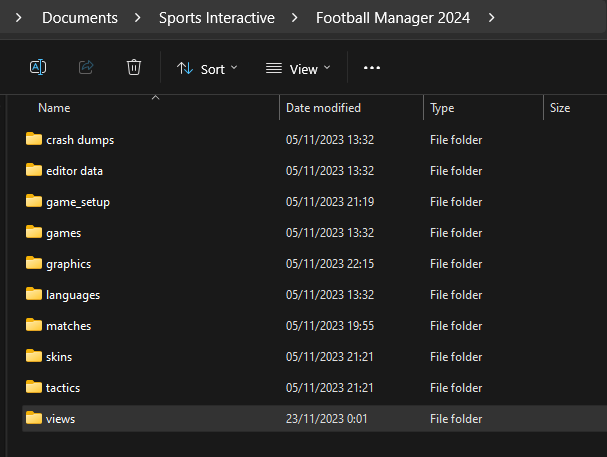 Documents > Sports Interactive > Football Manager 2024 >
Sort View ...
Name Date modified Type Size
crash dumps 05/11/2023 13:32 File folder
editor data 05/11/2023 13:32 File folder
game_setup 05/11/2023 21:19 File folder
games 05/11/2023 13:32 File folder
graphics 05/11/2023 22:15 File folder
languages 05/11/2023 13:32 File folder
matches 05/11/2023 19:55 File folder
skins 05/11/2023 21:21 File folder
tactics 05/11/2023 21:21 File folder
views 23/11/2023 0:01 File folder